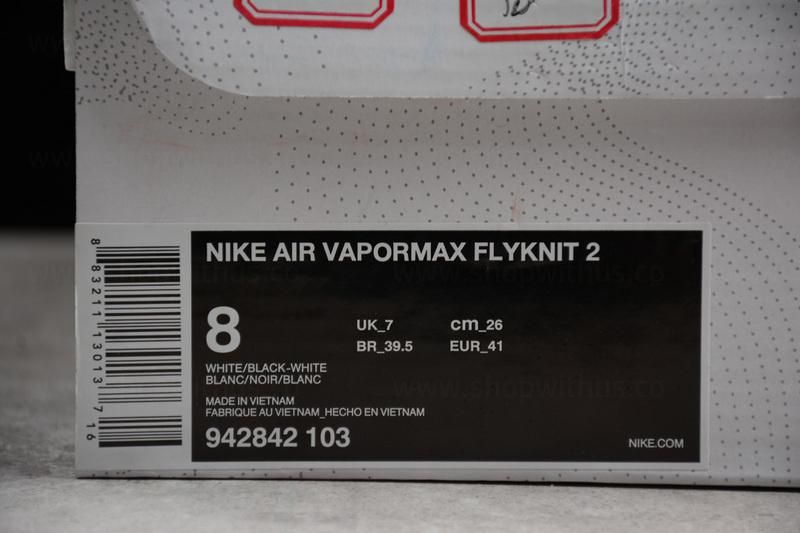 NIKE AIR VAPORMAX FLYKNIT 2
8
UK_7 cm_26
BR_39.5 EUR_41
WHITE/BLACK-WHITE
BLANC/NOIR/BLANC
MADE IN VIETNAM
FABRIQUE AU VIETNAM_HECHO EN VIETNAM
942842 103
NIKE.COM
8 83211 13013 7 16
www.shopwithus.co